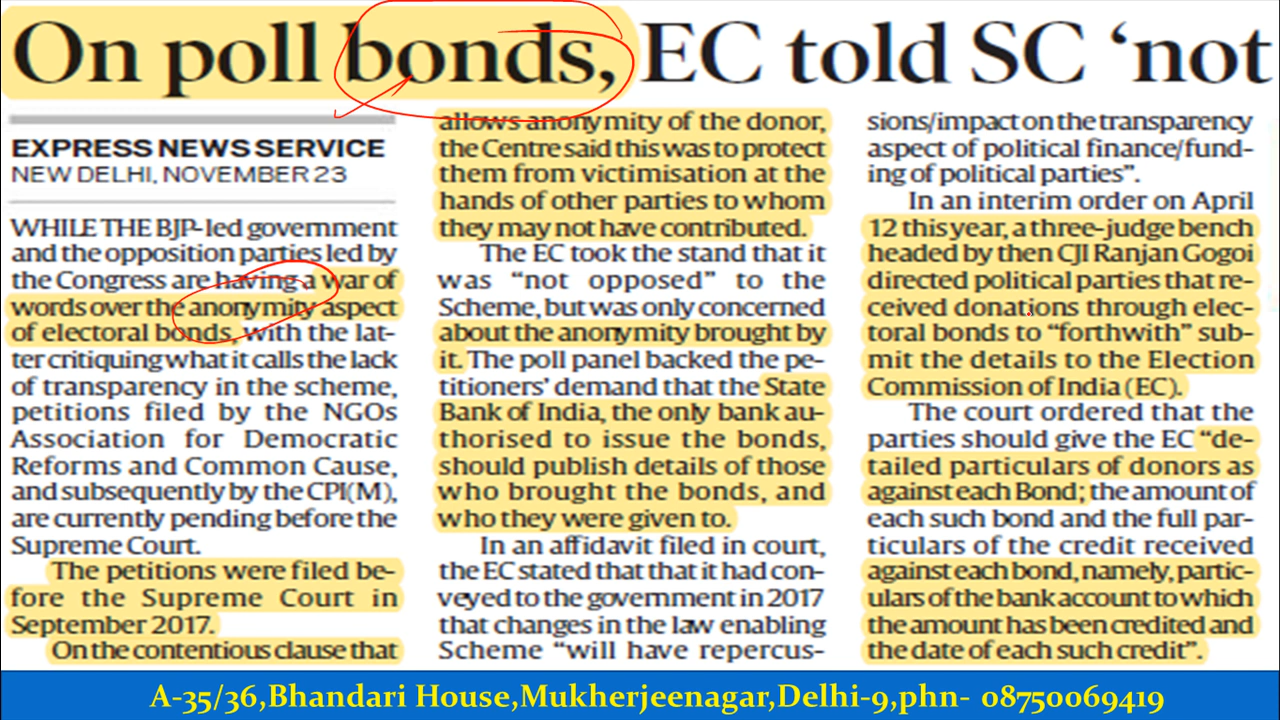 On poll bonds, EC told SC ‘not
EXPRESS NEWS SERVICE
NEW DELHI, NOVEMBER 23
WHILE THE BJP-led government
and the opposition parties led by
the Congress are having a war of
words over the anonymity aspect
of electoral bonds, with the lat-
ter critiquing what it calls the lack
of transparency in the scheme,
petitions filed by the NGOs
Association for Democratic
Reforms and Common Cause,
and subsequently by the CPI(M),
are currently pending before the
Supreme Court.
The petitions were filed be-
fore the Supreme Court in
September 2017.
On the contentious clause that
allows anonymity of the donor,
the Centre said this was to protect
them from victimisation at the
hands of other parties to whom
they may not have contributed.
The EC took the stand that it
was “not opposed” to the
Scheme, but was only concerned
about the anonymity brought by
it. The poll panel backed the pe-
titioners’ demand that the State
Bank of India, the only bank au-
thorised to issue the bonds,
should publish details of those
who brought the bonds, and
who they were given to.
In an affidavit filed in court,
the EC stated that that it had con-
veyed to the government in 2017
that changes in the law enabling
Scheme “will have repercus-
sions/impact on the transparency
aspect of political finance/fund-
ing of political parties”.
In an interim order on April
12 this year, a three-judge bench
headed by then CJI Ranjan Gogoi
directed political parties that re-
ceived donations through elec-
toral bonds to “forthwith” sub-
mit the details to the Election
Commission of India (EC).
The court ordered that the
parties should give the EC “de-
tailed particulars of donors as
against each Bond; the amount of
each such bond and the full par-
ticulars of the credit received
against each bond, namely, partic-
ulars of the bank account to which
the amount has been credited and
the date of each such credit”.
A-35/36,Bhandari House,Mukherjeenagar,Delhi-9,phn- 08750069419